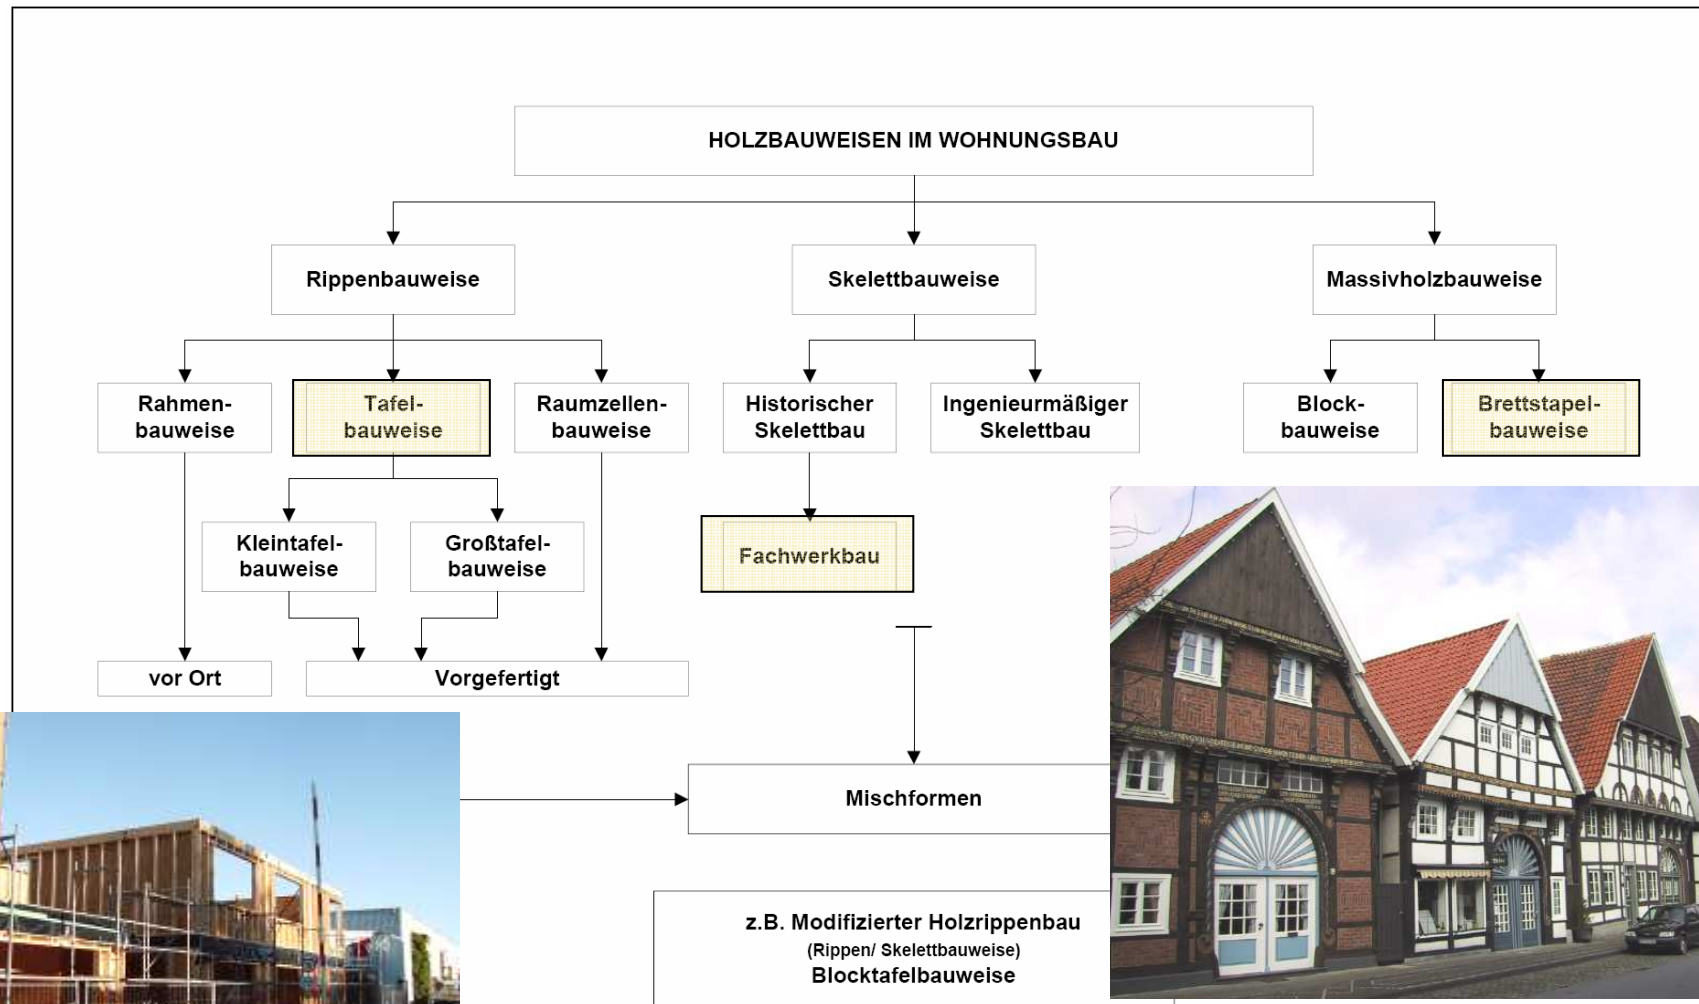 HOLZBAUWEISEN IM WOHNUNGSBAU
Rippenbauweise
Skelettbauweise
Massivholzbauweise
Rahmen-
bauweise
Tafel-
bauweise
Raumzellen-
bauweise
Historischer
Skelettbau
Ingenieurmäßiger
Skelettbau
Block-
bauweise
Brettstapel-
bauweise
Kleintafel-
bauweise
Großtafel-
bauweise
Fachwerkbau
vor Ort
Vorgefertigt
Mischformen
z.B. Modifizierter Holzrippenbau
(Rippen/ Skelettbauweise)
Blocktafelbauweise